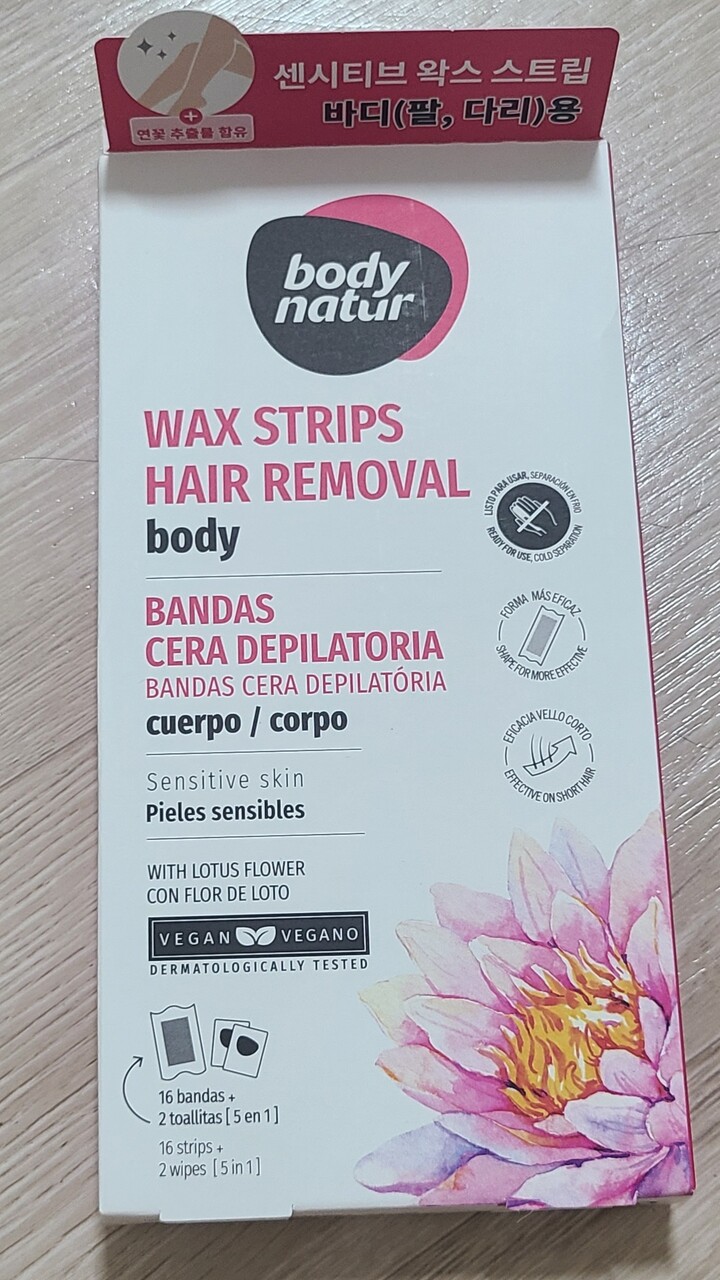 센시티브 왁스 스트립
바디(팔, 다리)용
+
연꽃 추출물 함유
body
natur
WAX STRIPS
HAIR REMOVAL
body
LISTO PARA USAR, SEPARACIÓN EN FRIO
READY FOR USE, COLD SEPARATION
BANDAS
CERA DEPILATORIA
BANDAS CERA DEPILATÓRIA
cuerpo / corpo
FORMA MÁS EFICAZ
SHAPE FOR MORE EFFECTIVE
EFICACIA VELLO CORTO
EFFECTIVE ON SHORT HAIR
Sensitive skin
Pieles sensibles
WITH LOTUS FLOWER
CON FLOR DE LOTO
VEGAN VEGANO
DERMATOLOGICALLY TESTED
16 bandas +
2 toallitas [5 en 1]
16 strips +
2 wipes [5 in 1]